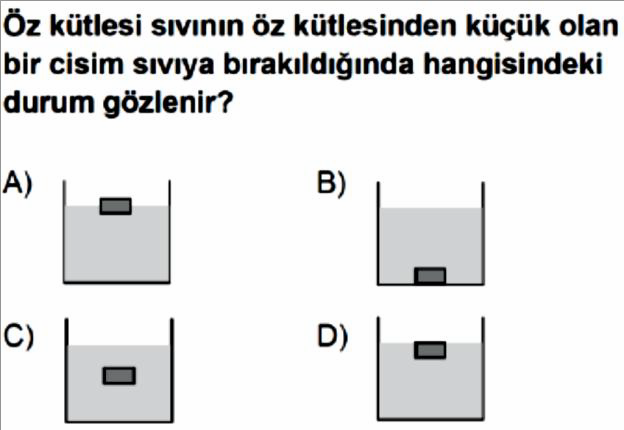 Öz kütlesi sıvının öz kütlesinden küçük olan
bir cisim sıvıya bırakıldığında hangisindeki
durum gözlenir?
A)
B)
C)
D)